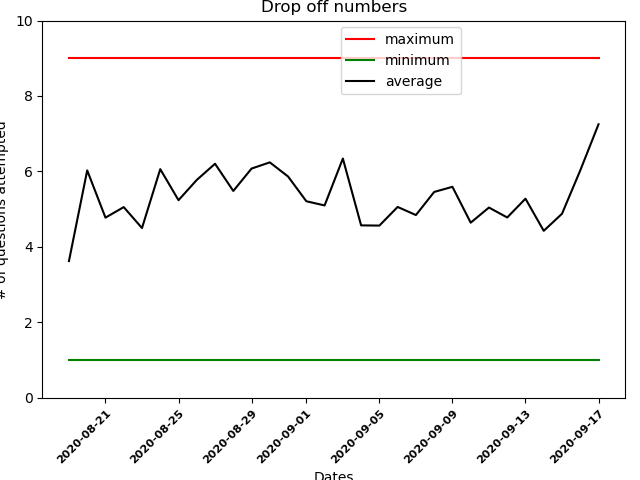 Drop off numbers
maximum
minimum
average
# of questions attempted
10
8
6
4
2
0
2020-08-21
2020-08-25
2020-08-29
2020-09-01
2020-09-05
2020-09-09
2020-09-13
2020-09-17
Dates